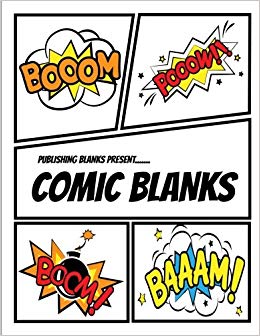 BOOOM
POOOW!!
PUBLISHING BLANKS PRESENT........
COMIC BLANKS
BOOM!
BAAAM!